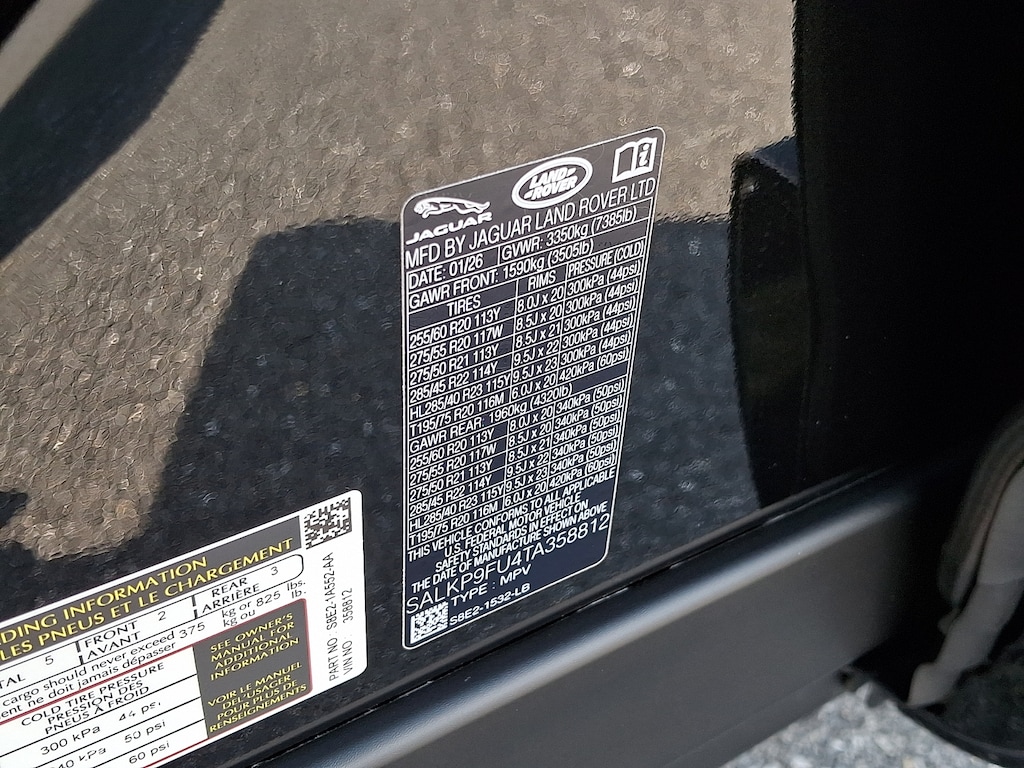 JAGUAR
LAND ROVER
MFD BY JAGUAR LAND ROVER LTD
DATE: 01/26 GVWR: 3350kg (7385lb)
GAWR FRONT: 1590kg (3505lb)
TIRES RIMS PRESSURE (COLD)
255/60 R20 113Y 8.0J x 20 300kPa (44psi)
275/55 R20 117W 8.5J x 20 300kPa (44psi)
275/50 R21 113Y 8.5J x 21 300kPa (44psi)
285/45 R22 114Y 9.5J x 22 300kPa (44psi)
HL285/40 R23 115Y 9.5J x 23 300kPa (44psi)
T195/75 R20 116M 6.0J x 20 420kPa (60psi)
GAWR REAR: 1960kg (4320lb)
255/60 R20 113Y 8.0J x 20 340kPa (50psi)
275/55 R20 117W 8.5J x 20 340kPa (50psi)
275/50 R21 113Y 8.5J x 21 340kPa (50psi)
285/45 R22 114Y 9.5J x 22 340kPa (50psi)
HL285/40 R23 115Y 9.5J x 23 340kPa (50psi)
T195/75 R20 116M 6.0J x 20 420kPa (60psi)
THIS VEHICLE CONFORMS TO ALL APPLICABLE
U.S. FEDERAL MOTOR VEHICLE
SAFETY STANDARDS IN EFFECT ON
THE DATE OF MANUFACTURE SHOWN ABOVE
SALKP9FU4TA358812
TYPE: MPV
S8E2-1532-LB
DING INFORMATION
LES PNEUS ET LE CHARGEMENT
TAL 5 FRONT 2 REAR 3
AVANT ARRIÈRE
cargo should never exceed 375 kg or 825 lbs.
ent ne doit jamais dépasser kg ou lb.
COLD TIRE PRESSURE
PRESSION DES
PNEUS À FROID
300 kPa 44 psi
340 kPa 50 psi
60 psi
SEE OWNER'S
MANUAL FOR
ADDITIONAL
INFORMATION
VOIR LE MANUEL
DE L'USAGER
POUR PLUS DE
RENSEIGNEMENTS
PART NO S8E2-1A552-AA
VIN NO 358812